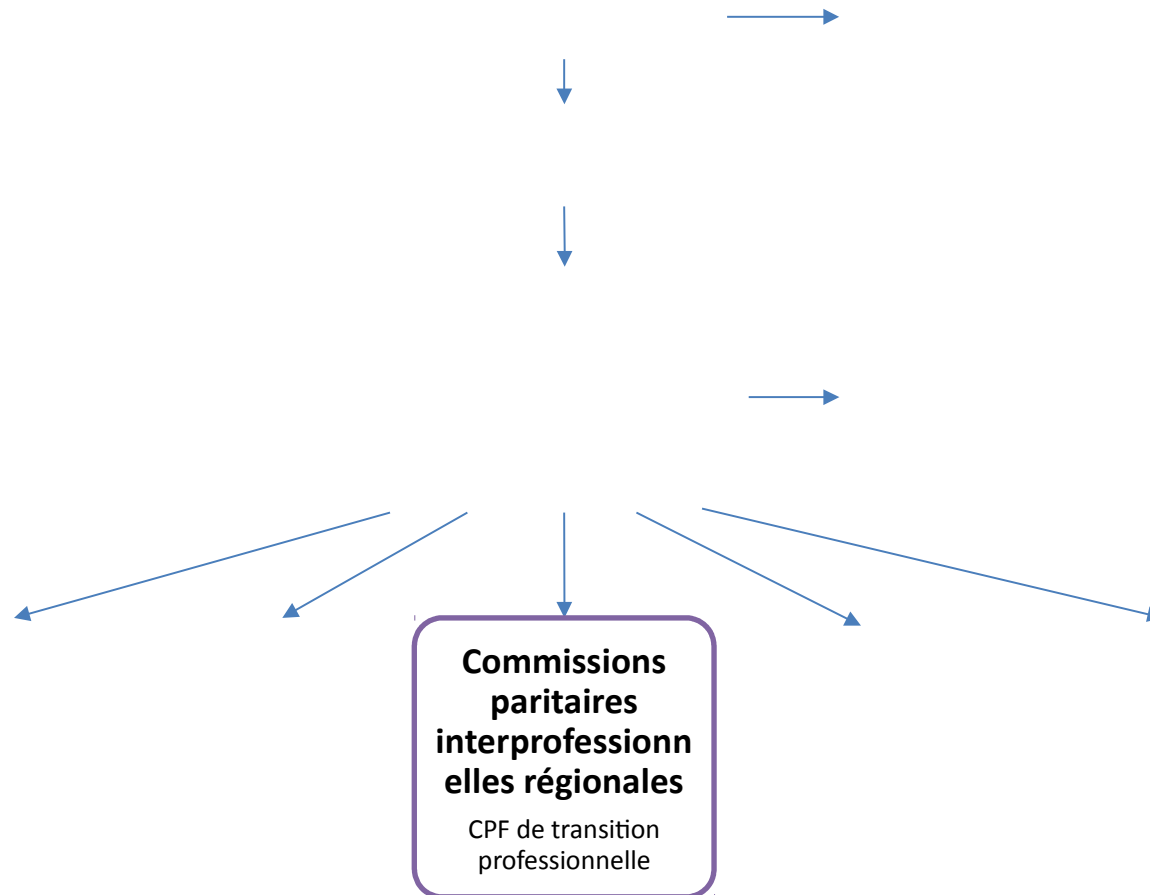 Commissions
paritaires
interprofessionn
elles régionales
CPF de transition
professionnelle